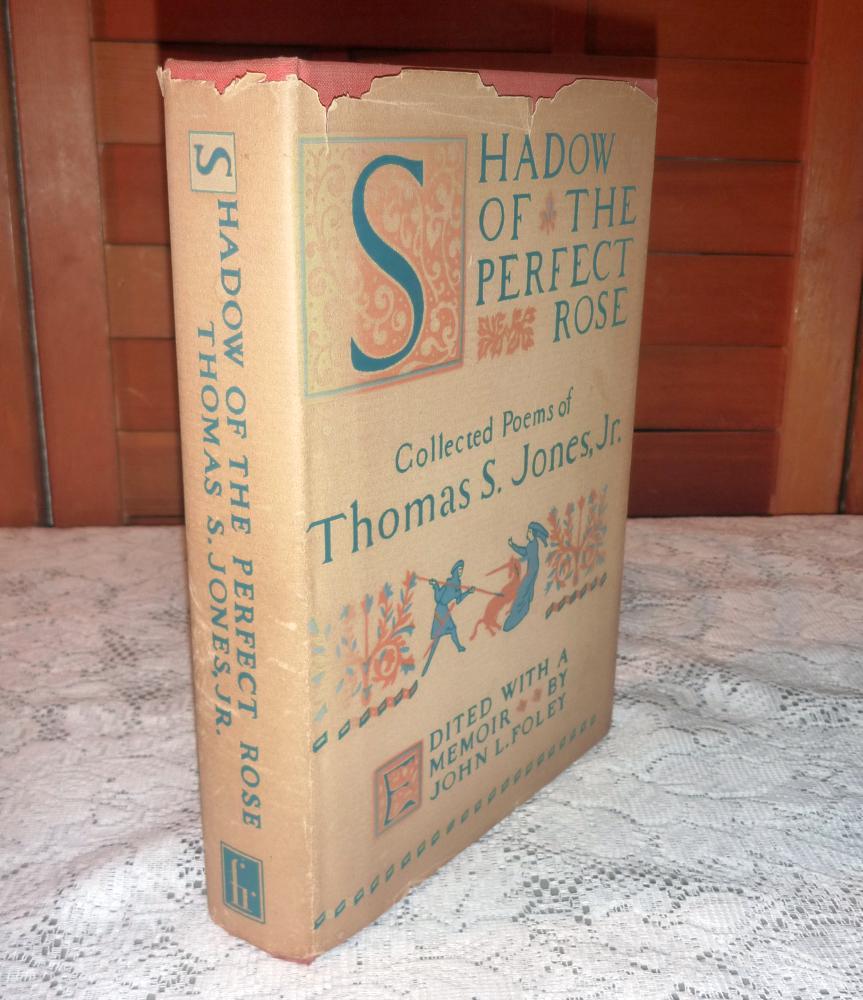 SHADOW
OF THE
PERFECT
ROSE
Collected Poems of
Thomas S. Jones, Jr.
EDITED WITH A
MEMOIR BY
JOHN L. FOLEY
SHADOW OF THE PERFECT ROSE
THOMAS S. JONES, JR.